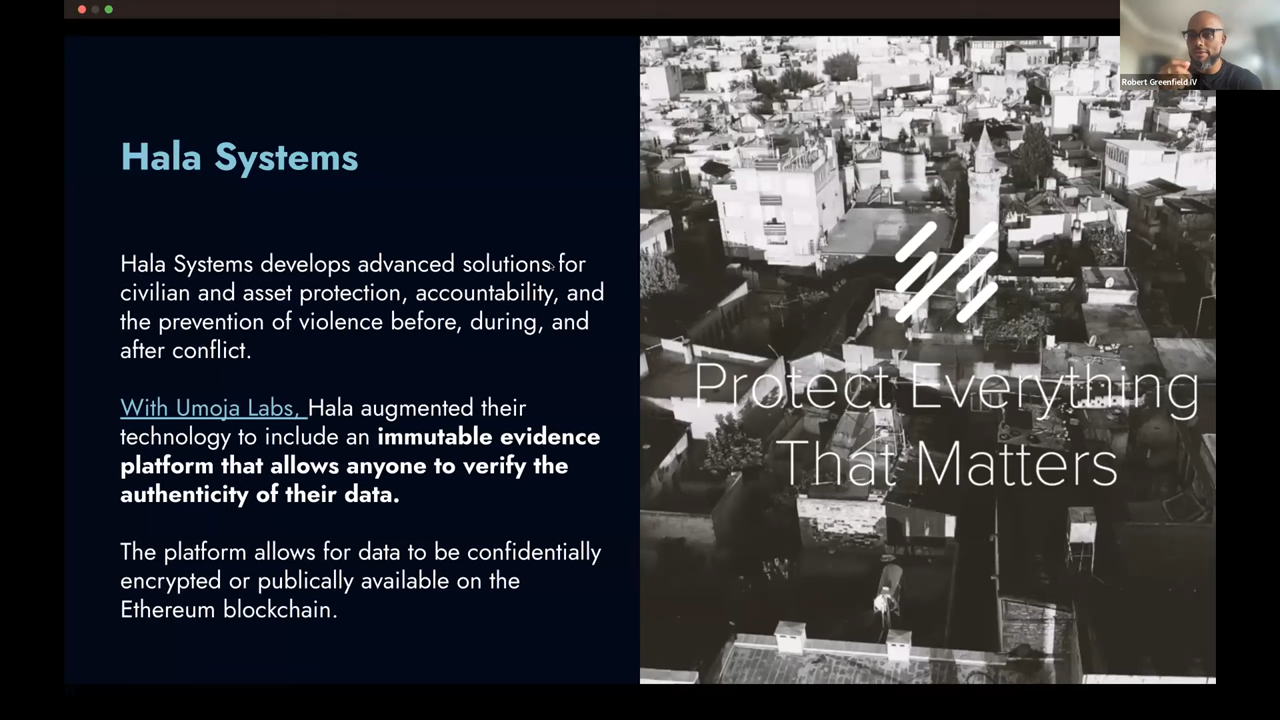 Robert Greenfield IV
Hala Systems
Hala Systems develops advanced solutions for
civilian and asset protection, accountability, and
the prevention of violence before, during, and
after conflict.
With Umoja Labs, Hala augmented their
technology to include an immutable evidence
platform that allows anyone to verify the
authenticity of their data.
The platform allows for data to be confidentially
encrypted or publically available on the
Ethereum blockchain.
Protect Everything
That Matters